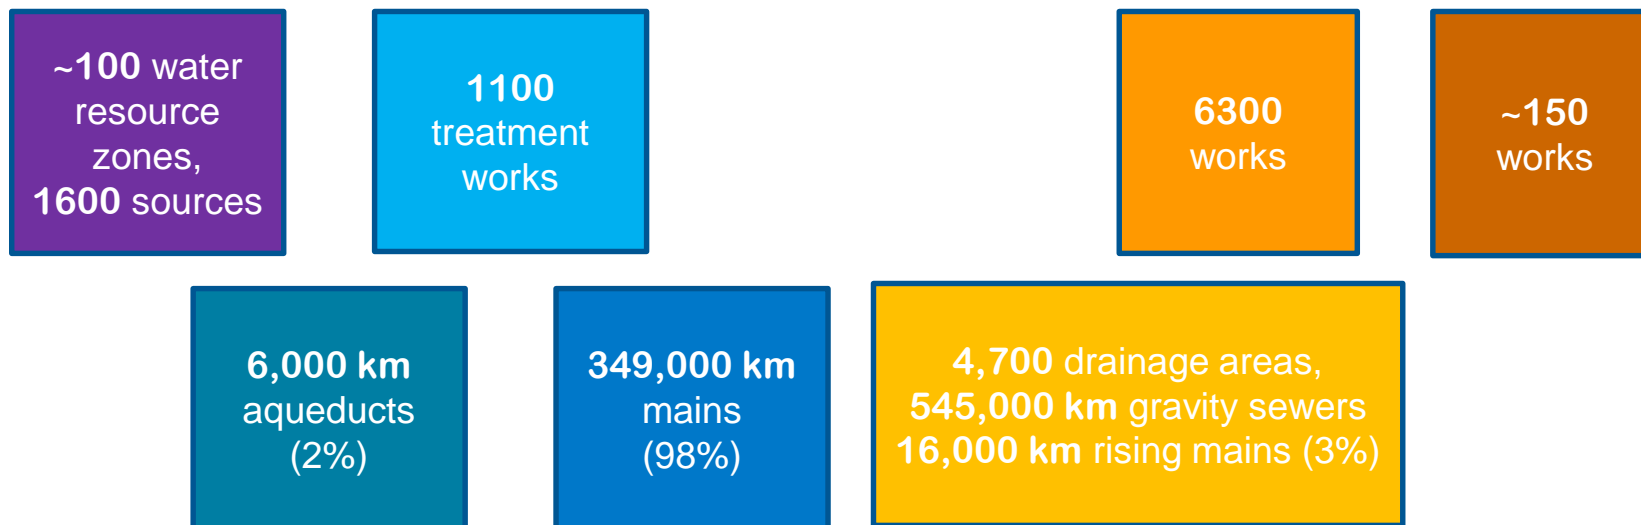 ~100 water
resource
zones,
1600 sources
1100
treatment
works
6300
works
~150
works
6,000 km
aqueducts
(2%)
349,000 km
mains
(98%)
4,700 drainage areas,
545,000 km gravity sewers
16,000 km rising mains (3%)